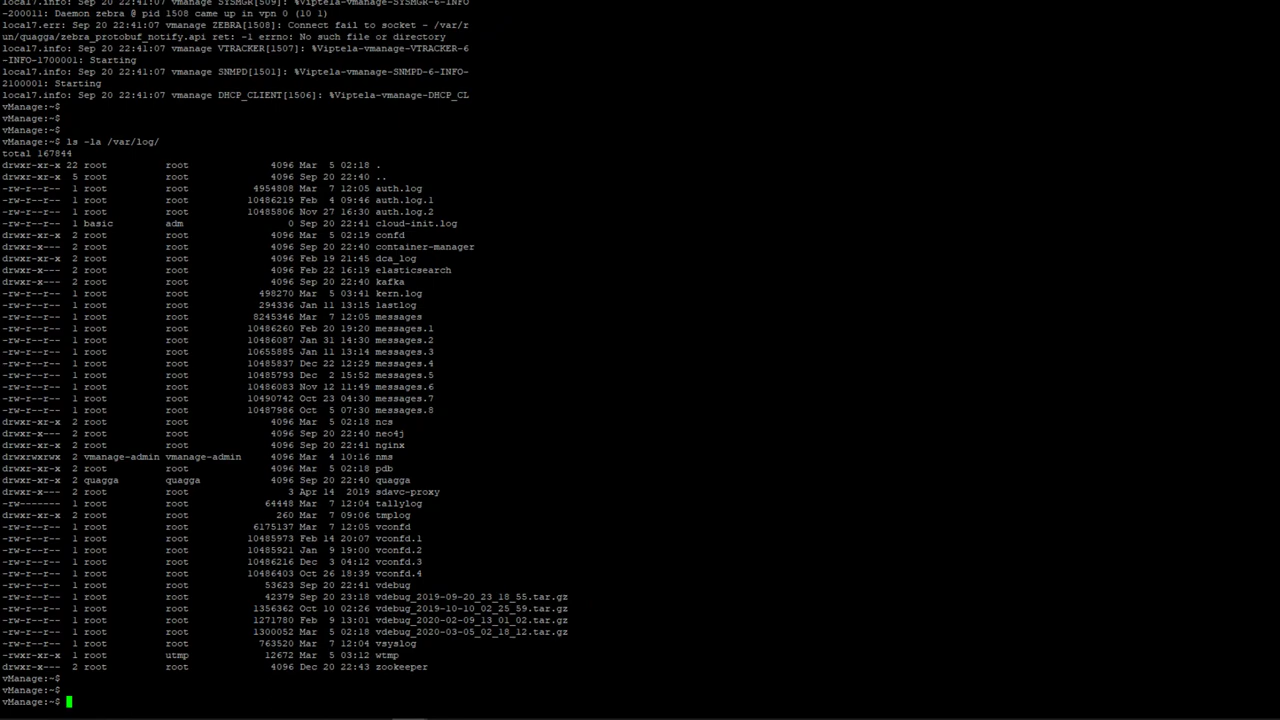 local7.info: Sep 20 22:41:07 vmanage SYSMGR[509]: %Viptela-vmanage-SYSMGR-6-INFO
-200011: Daemon zebra @ pid 1508 came up in vpn 0 (10 1)
local7.err: Sep 20 22:41:07 vmanage ZEBRA[1508]: Connect fail to socket - /var/r
un/quagga/zebra_protobuf_notify.api ret: -1 errno: No such file or directory
local7.info: Sep 20 22:41:07 vmanage VTRACKER[1507]: %Viptela-vmanage-VTRACKER-6
-INFO-1700001: Starting
local7.info: Sep 20 22:41:07 vmanage SNMPD[1501]: %Viptela-vmanage-SNMPD-6-INFO-
2100001: Starting
local7.info: Sep 20 22:41:07 vmanage DHCP_CLIENT[1506]: %Viptela-vmanage-DHCP_CL
vManage:~$
vManage:~$
vManage:~$
vManage:~$ ls -la /var/log/
total 167844
drwxr-xr-x 22 root root 4096 Mar 5 02:18 .
drwxr-xr-x 5 root root 4096 Sep 20 22:40 ..
-rw-r--r-- 1 root root 4954808 Mar 7 12:05 auth.log
-rw-r--r-- 1 root root 10486219 Feb 4 09:46 auth.log.1
-rw-r--r-- 1 root root 10485806 Nov 27 16:30 auth.log.2
-rw-r--r-- 1 basic adm 0 Sep 20 22:41 cloud-init.log
drwxr-xr-x 2 root root 4096 Mar 5 02:19 confd
drwxr-x--- 2 root root 4096 Sep 20 22:40 container-manager
drwxr-xr-x 2 root root 4096 Feb 19 21:45 dca_log
drwxr-x--- 2 root root 4096 Feb 22 16:19 elasticsearch
drwxr-x--- 2 root root 4096 Sep 20 22:40 kafka
-rw-r--r-- 1 root root 498270 Mar 5 03:41 kern.log
-rw-r--r-- 1 root root 294336 Jan 11 13:15 lastlog
-rw-r--r-- 1 root root 8245346 Mar 7 12:05 messages
-rw-r--r-- 1 root root 10486260 Feb 20 19:20 messages.1
-rw-r--r-- 1 root root 10486087 Jan 31 14:30 messages.2
-rw-r--r-- 1 root root 10655885 Jan 11 13:14 messages.3
-rw-r--r-- 1 root root 10485837 Dec 22 12:29 messages.4
-rw-r--r-- 1 root root 10485793 Dec 2 15:52 messages.5
-rw-r--r-- 1 root root 10486083 Nov 12 11:49 messages.6
-rw-r--r-- 1 root root 10490742 Oct 23 04:30 messages.7
-rw-r--r-- 1 root root 10487986 Oct 5 07:30 messages.8
drwxr-xr-x 2 root root 4096 Mar 5 02:18 ncs
drwxr-x--- 2 root root 4096 Sep 20 22:40 neo4j
drwxr-xr-x 2 root root 4096 Sep 20 22:41 nginx
drwxrwxrwx 2 vmanage-admin vmanage-admin 4096 Mar 4 10:16 nms
drwxr-xr-x 2 root root 4096 Mar 5 02:18 pdb
drwxr-xr-x 2 quagga quagga 4096 Sep 20 22:40 quagga
drwxr-x--- 2 root root 3 Apr 14 2019 sdavc-proxy
-rw------- 1 root root 64448 Mar 7 12:04 tallylog
drwxr-xr-x 2 root root 260 Mar 7 09:06 tmplog
-rw-r--r-- 1 root root 6175137 Mar 7 12:05 vconfd
-rw-r--r-- 1 root root 10485973 Feb 14 20:07 vconfd.1
-rw-r--r-- 1 root root 10485921 Jan 9 19:00 vconfd.2
-rw-r--r-- 1 root root 10486216 Dec 3 04:12 vconfd.3
-rw-r--r-- 1 root root 10486403 Oct 26 18:39 vconfd.4
-rw-r--r-- 1 root root 53623 Sep 20 22:41 vdebug
-rw-r--r-- 1 root root 42379 Sep 20 23:18 vdebug_2019-09-20_23_18_55.tar.gz
-rw-r--r-- 1 root root 1356362 Oct 10 02:26 vdebug_2019-10-10_02_25_59.tar.gz
-rw-r--r-- 1 root root 1271780 Feb 9 13:01 vdebug_2020-02-09_13_01_02.tar.gz
-rw-r--r-- 1 root root 1300052 Mar 5 02:18 vdebug_2020-03-05_02_18_12.tar.gz
-rw-r--r-- 1 root root 763520 Mar 7 12:04 vsyslog
-rw-rw-r-- 1 root utmp 12672 Mar 5 03:12 wtmp
drwxr-x--- 2 root root 4096 Dec 20 22:43 zookeeper
vManage:~$
vManage:~$
vManage:~$